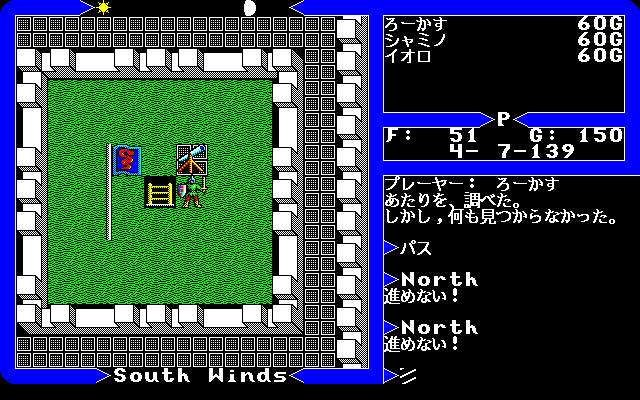 ろーかす 60G
シャミノ 60G
イオロ 60G
P
F: 51 G: 150
4- 7-139
プレーヤー: ろーかす
あたりを、調べた。
しかし,何も見つからなかった。
パス
North
進めない!
North
進めない!
South Winds